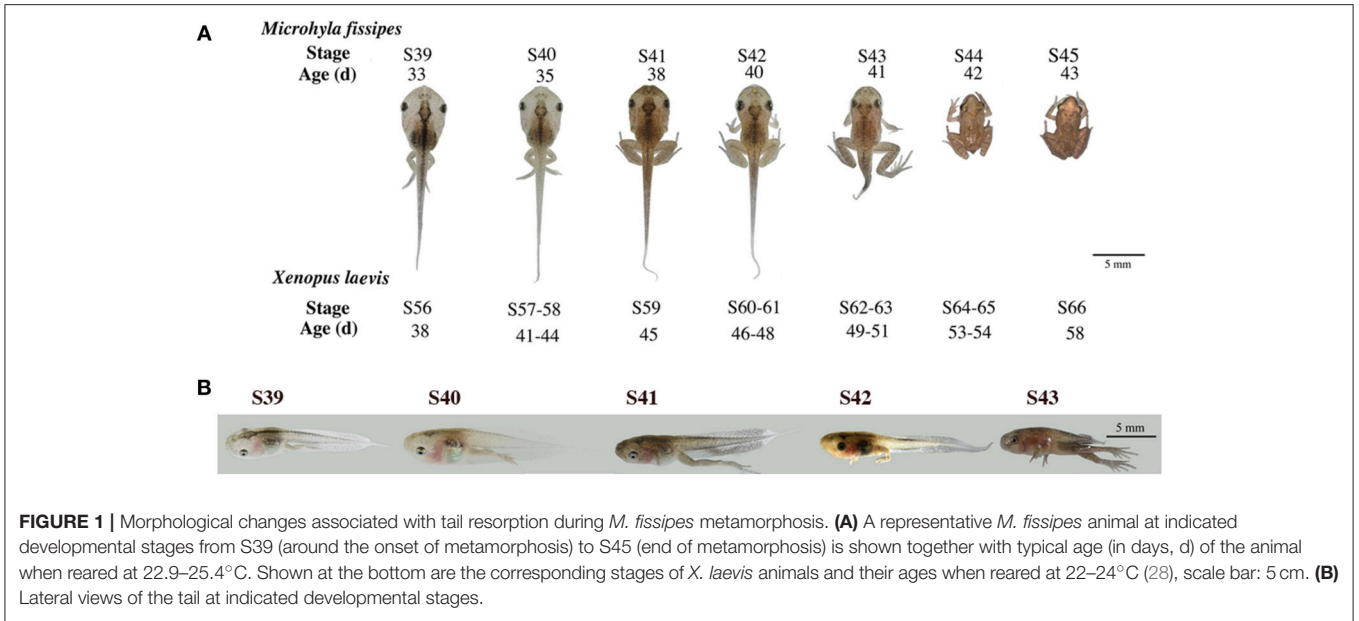 A
Microhyla fissipes
Stage S39 S40 S41 S42 S43 S44 S45
Age (d) 33 35 38 40 41 42 43
5 mm
Xenopus laevis
Stage S56 S57-58 S59 S60-61 S62-63 S64-65 S66
Age (d) 38 41-44 45 46-48 49-51 53-54 58
B
S39 S40 S41 S42 S43
5 mm
FIGURE 1 | Morphological changes associated with tail resorption during M. fissipes metamorphosis. (A) A representative M. fissipes animal at indicated
developmental stages from S39 (around the onset of metamorphosis) to S45 (end of metamorphosis) is shown together with typical age (in days, d) of the animal
when reared at 22.9–25.4°C. Shown at the bottom are the corresponding stages of X. laevis animals and their ages when reared at 22–24°C (28), scale bar: 5 cm. (B)
Lateral views of the tail at indicated developmental stages.